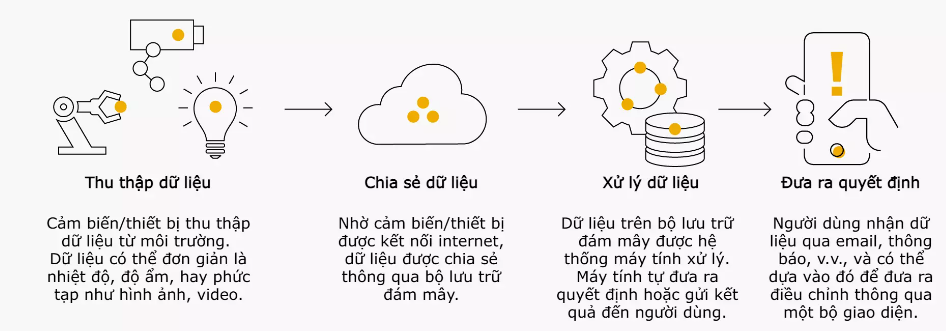 Thu thập dữ liệu
Cảm biến/thiết bị thu thập
dữ liệu từ môi trường.
Dữ liệu có thể đơn giản là
nhiệt độ, độ ẩm, hay phức
tạp như hình ảnh, video.
Chia sẻ dữ liệu
Nhờ cảm biến/thiết bị
được kết nối internet,
dữ liệu được chia sẻ
thông qua bộ lưu trữ
đám mây.
Xử lý dữ liệu
Dữ liệu trên bộ lưu trữ
đám mây được hệ
thống máy tính xử lý.
Máy tính tự đưa ra
quyết định hoặc gửi kết
quả đến người dùng.
Đưa ra quyết định
Người dùng nhận dữ
liệu qua email, thông
báo, v.v., và có thể
dựa vào đó để đưa ra
điều chỉnh thông qua
một bộ giao diện.